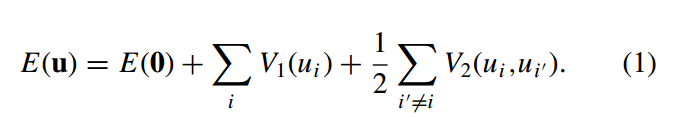 E(u) = E(0) + ∑_i V_1(u_i) + 1/2 ∑_{i'≠i} V_2(u_i,u_{i'}). (1)